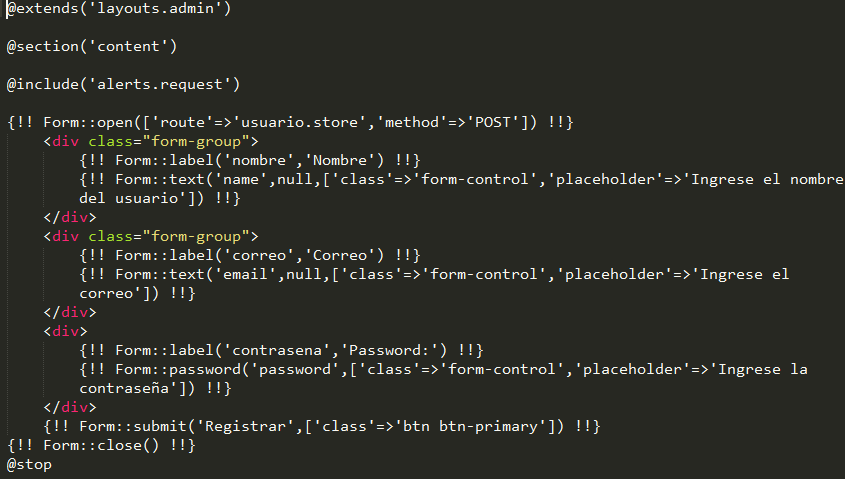 @extends('layouts.admin')
@section('content')
@include('alerts.request')
{!! Form::open(['route'=>'usuario.store','method'=>'POST']) !!}
<div class="form-group">
{!! Form::label('nombre','Nombre') !!}
{!! Form::text('name',null,['class'=>'form-control','placeholder'=>'Ingrese el nombre
del usuario']) !!}
</div>
<div class="form-group">
{!! Form::label('correo','Correo') !!}
{!! Form::text('email',null,['class'=>'form-control','placeholder'=>'Ingrese el
correo']) !!}
</div>
<div>
{!! Form::label('contrasena','Password:') !!}
{!! Form::password('password',['class'=>'form-control','placeholder'=>'Ingrese la
contraseña']) !!}
</div>
{!! Form::submit('Registrar',['class'=>'btn btn-primary']) !!}
{!! Form::close() !!}
@stop